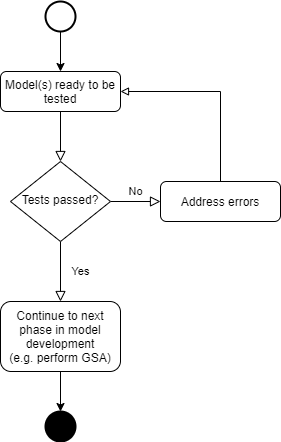 Model(s) ready to be
tested
Tests passed?
No
Address errors
Yes
Continue to next
phase in model
development
(e.g. perform GSA)